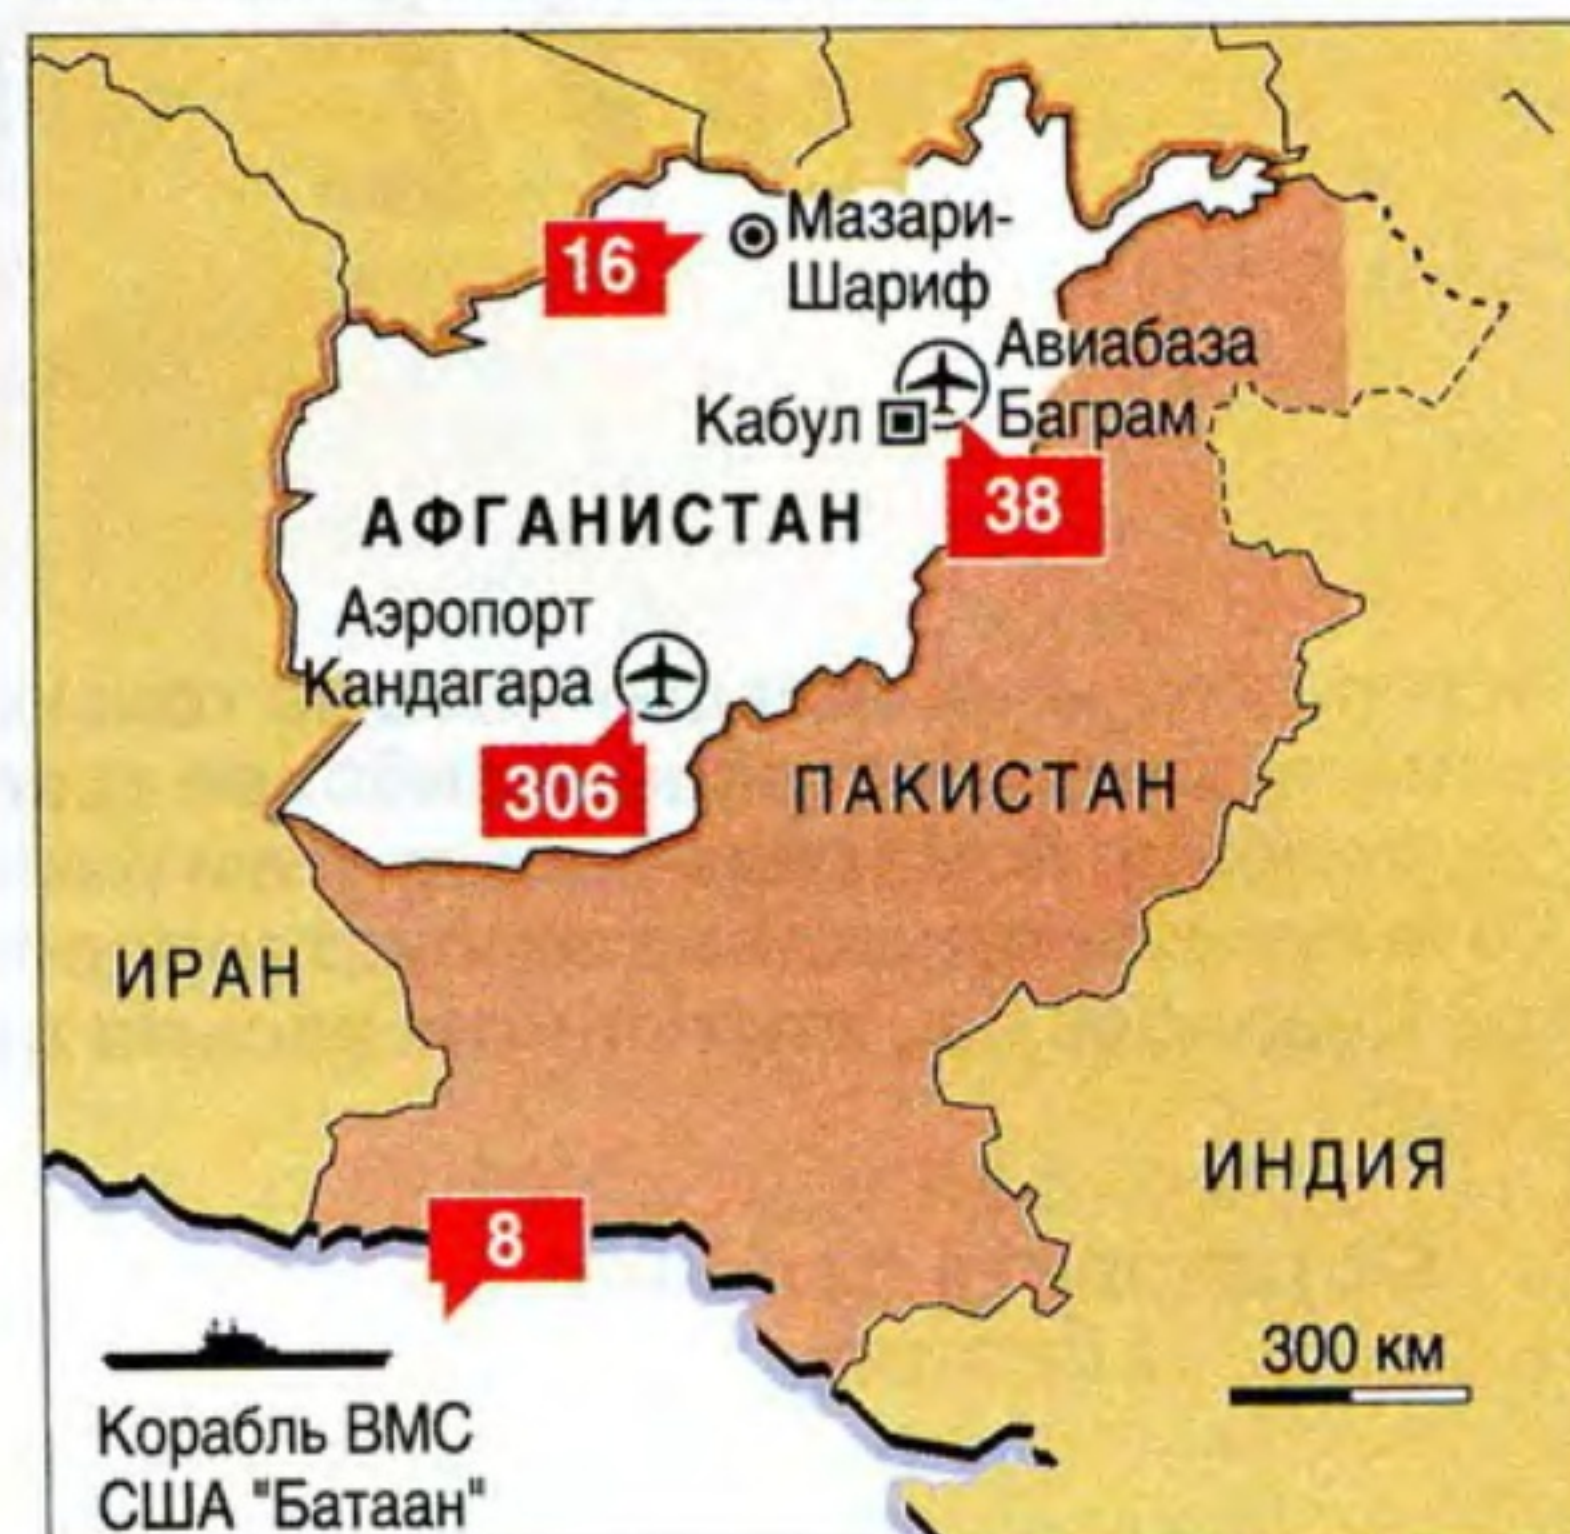 16
Мазари-
Шариф
Авиабаза
Баграм
Кабул
38
АФГАНИСТАН
Аэропорт
Кандагара
306
ПАКИСТАН
ИРАН
ИНДИЯ
8
300 км
Корабль ВМС
США "Батаан"